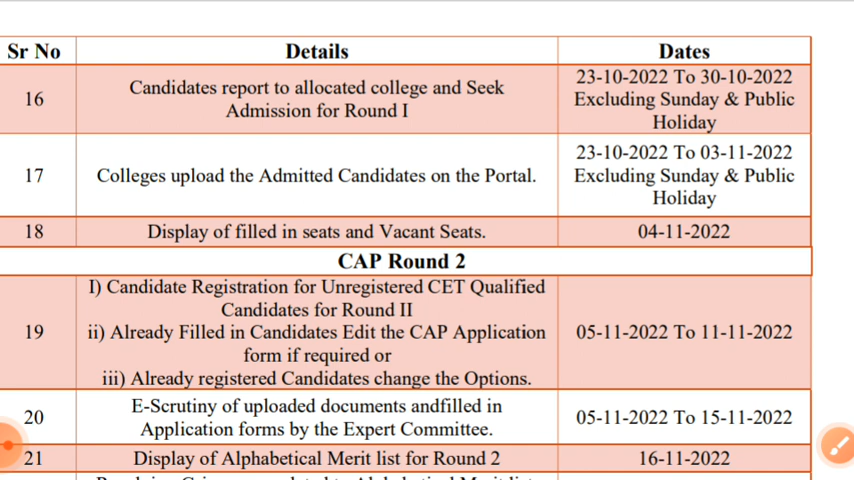 Sr No Details Dates
16 Candidates report to allocated college and Seek Admission for Round I 23-10-2022 To 30-10-2022 Excluding Sunday & Public Holiday
17 Colleges upload the Admitted Candidates on the Portal. 23-10-2022 To 03-11-2022 Excluding Sunday & Public Holiday
18 Display of filled in seats and Vacant Seats. 04-11-2022
CAP Round 2
19 I) Candidate Registration for Unregistered CET Qualified Candidates for Round II
ii) Already Filled in Candidates Edit the CAP Application form if required or
iii) Already registered Candidates change the Options. 05-11-2022 To 11-11-2022
20 E-Scrutiny of uploaded documents andfilled in Application forms by the Expert Committee. 05-11-2022 To 15-11-2022
21 Display of Alphabetical Merit list for Round 2 16-11-2022